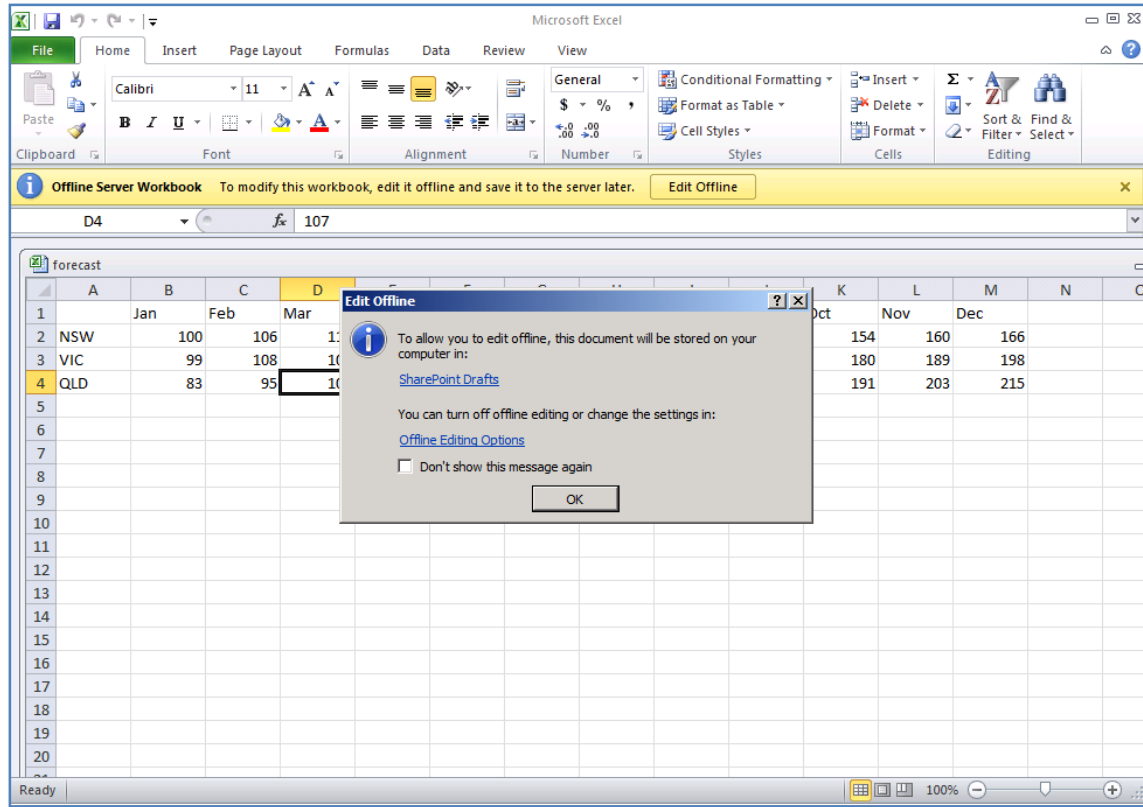 Microsoft Excel
File Home Insert Page Layout Formulas Data Review View
Calibri 11 A A General Conditional Formatting Insert Σ
Paste B I U A $ % , Format as Table Delete Sort & Find &
.0 .00 .00 .0 Cell Styles Format Filter Select
Clipboard Font Alignment Number Styles Cells Editing
Offline Server Workbook To modify this workbook, edit it offline and save it to the server later. Edit Offline
D4 fx 107
forecast
A B C D K L M N
1 Jan Feb Mar Oct Nov Dec
2 NSW 100 106 154 160 166
3 VIC 99 108 180 189 198
4 QLD 83 95 191 203 215
5
6
7
8
9
10
11
12
13
14
15
16
17
18
19
20
Edit Offline
To allow you to edit offline, this document will be stored on your
computer in:
SharePoint Drafts
You can turn off offline editing or change the settings in:
Offline Editing Options
Don't show this message again
OK
Ready 100%